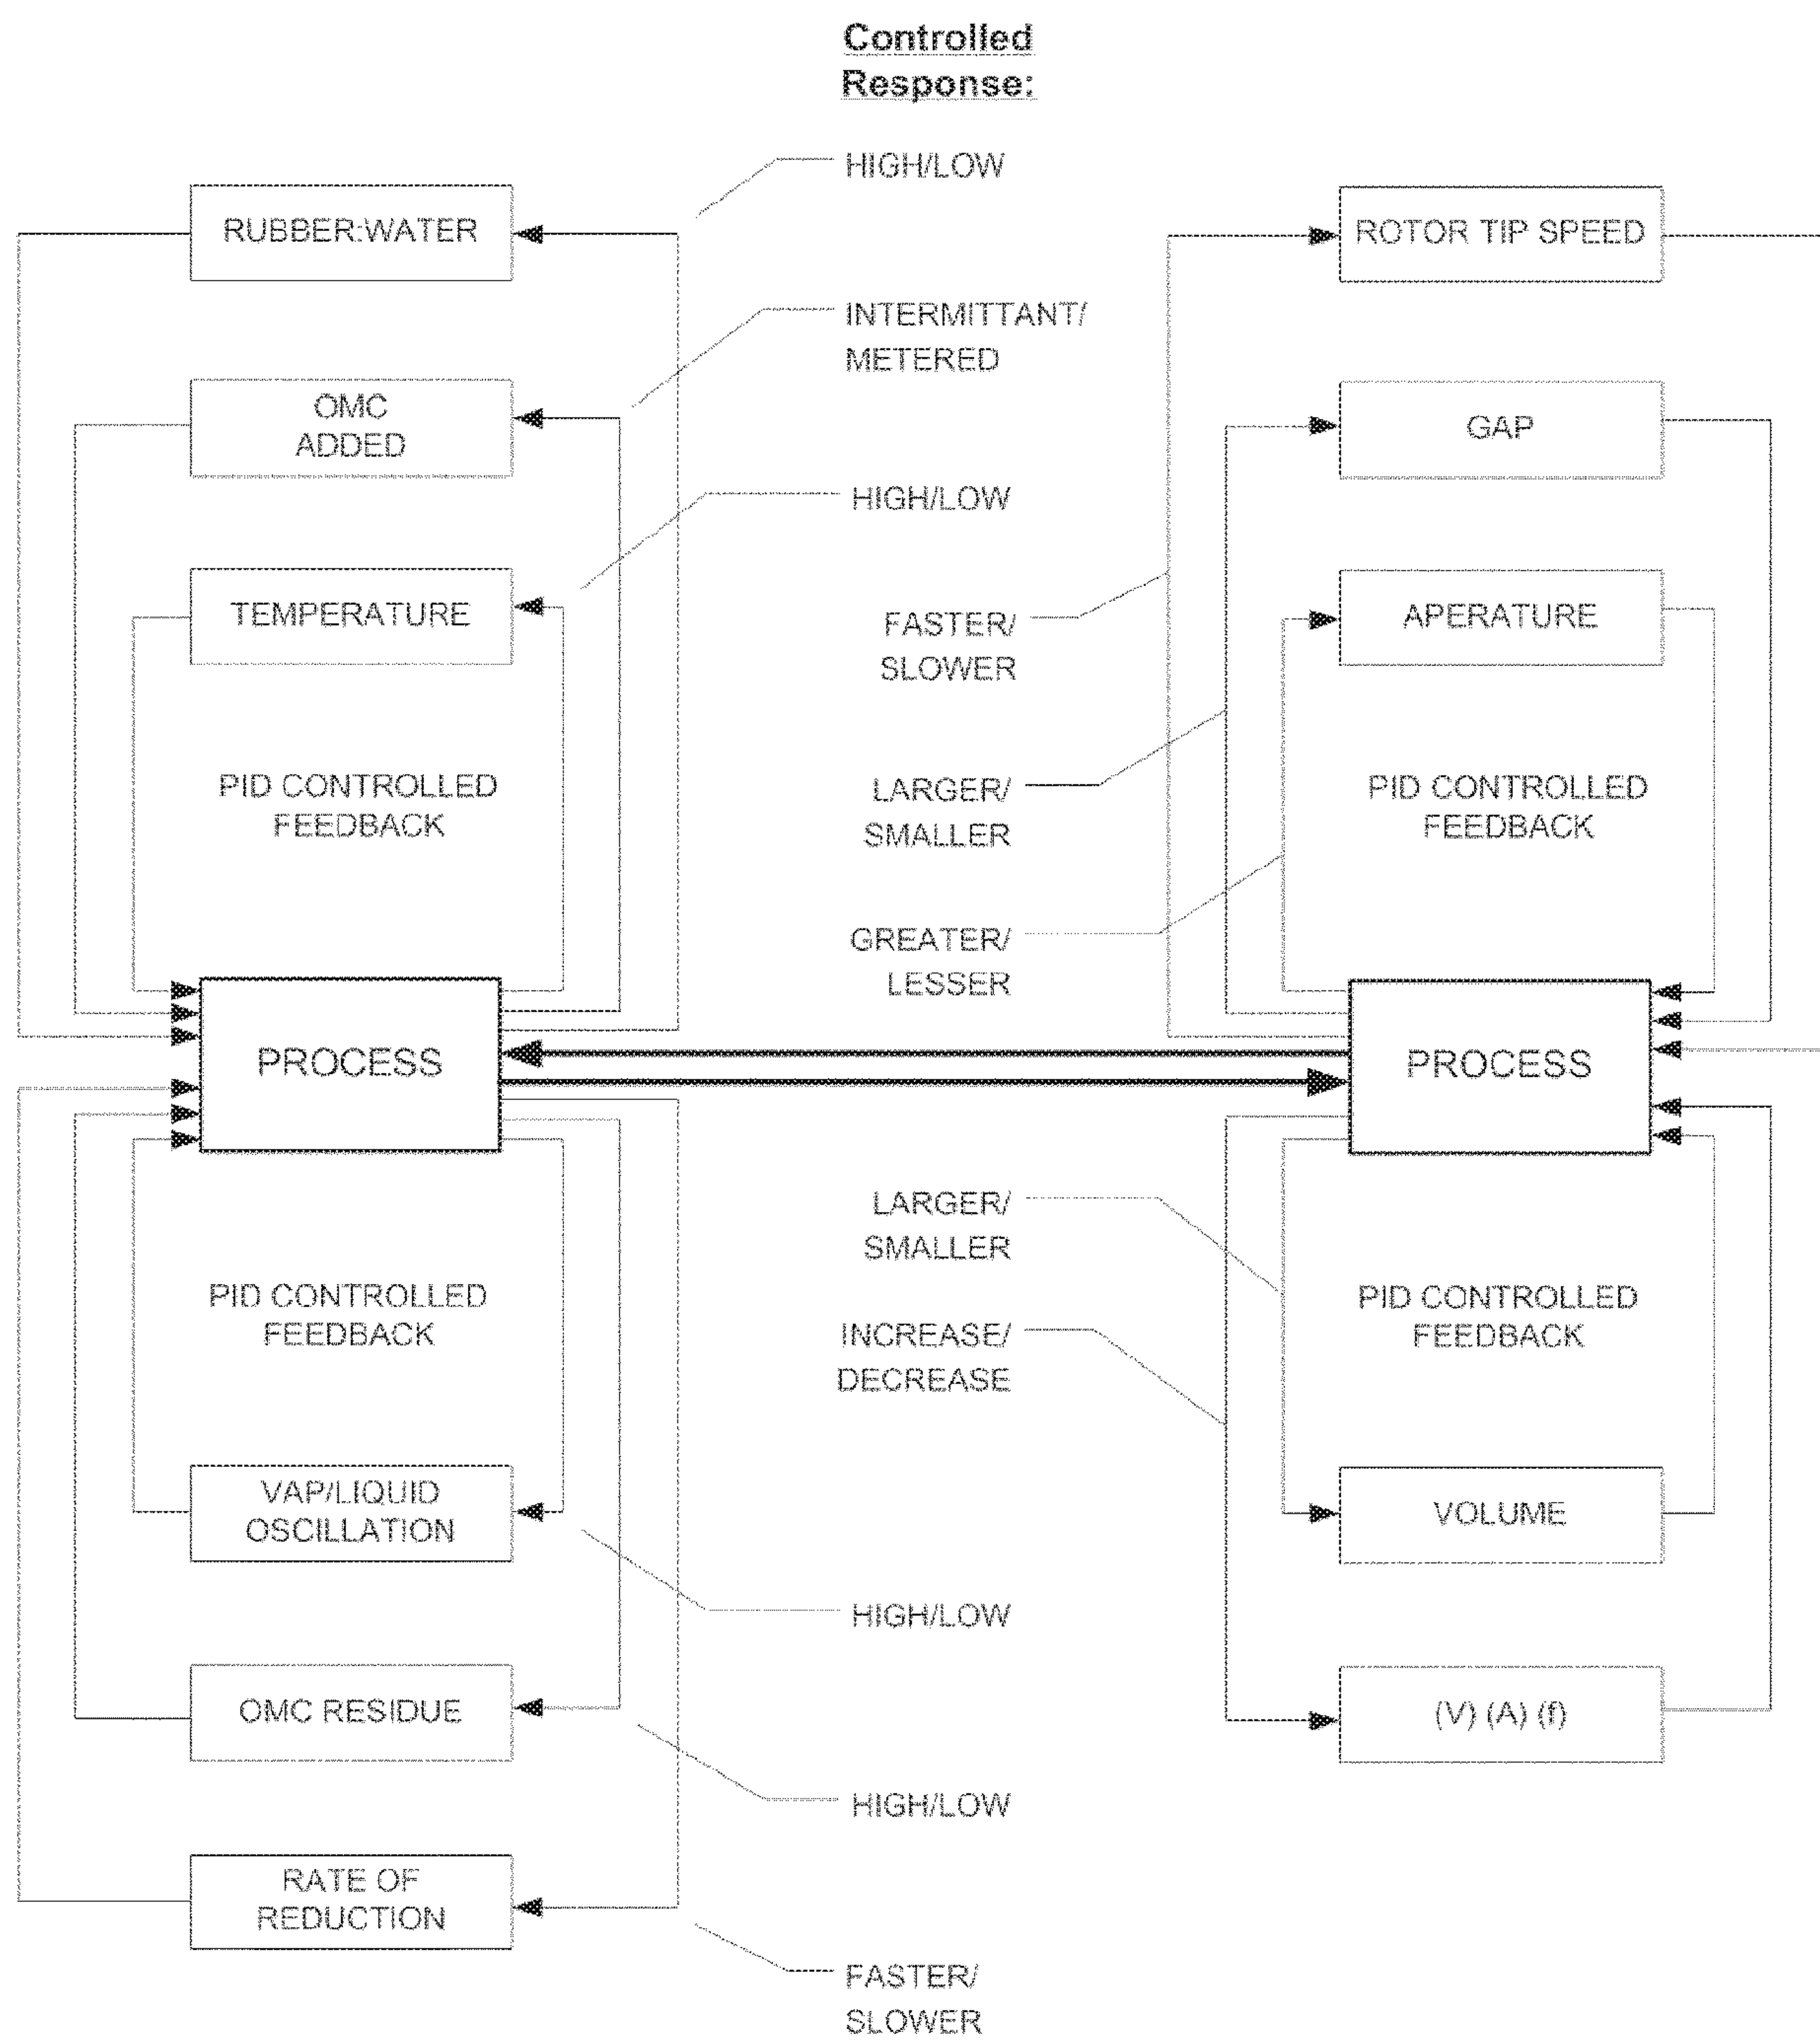 Controlled
Response:
HIGH/LOW
RUBBER:WATER
ROTOR TIP SPEED
INTERMITTANT/
METERED
OMC
ADDED
GAP
HIGH/LOW
TEMPERATURE
FASTER/
SLOWER
APERATURE
PID CONTROLLED
FEEDBACK
LARGER/
SMALLER
PID CONTROLLED
FEEDBACK
GREATER/
LESSER
PROCESS
PROCESS
LARGER/
SMALLER
PID CONTROLLED
FEEDBACK
INCREASE/
DECREASE
PID CONTROLLED
FEEDBACK
VAP/LIQUID
OSCILLATION
VOLUME
HIGH/LOW
OMC RESIDUE
(V) (A) (f)
HIGH/LOW
RATE OF
REDUCTION
FASTER/
SLOWER